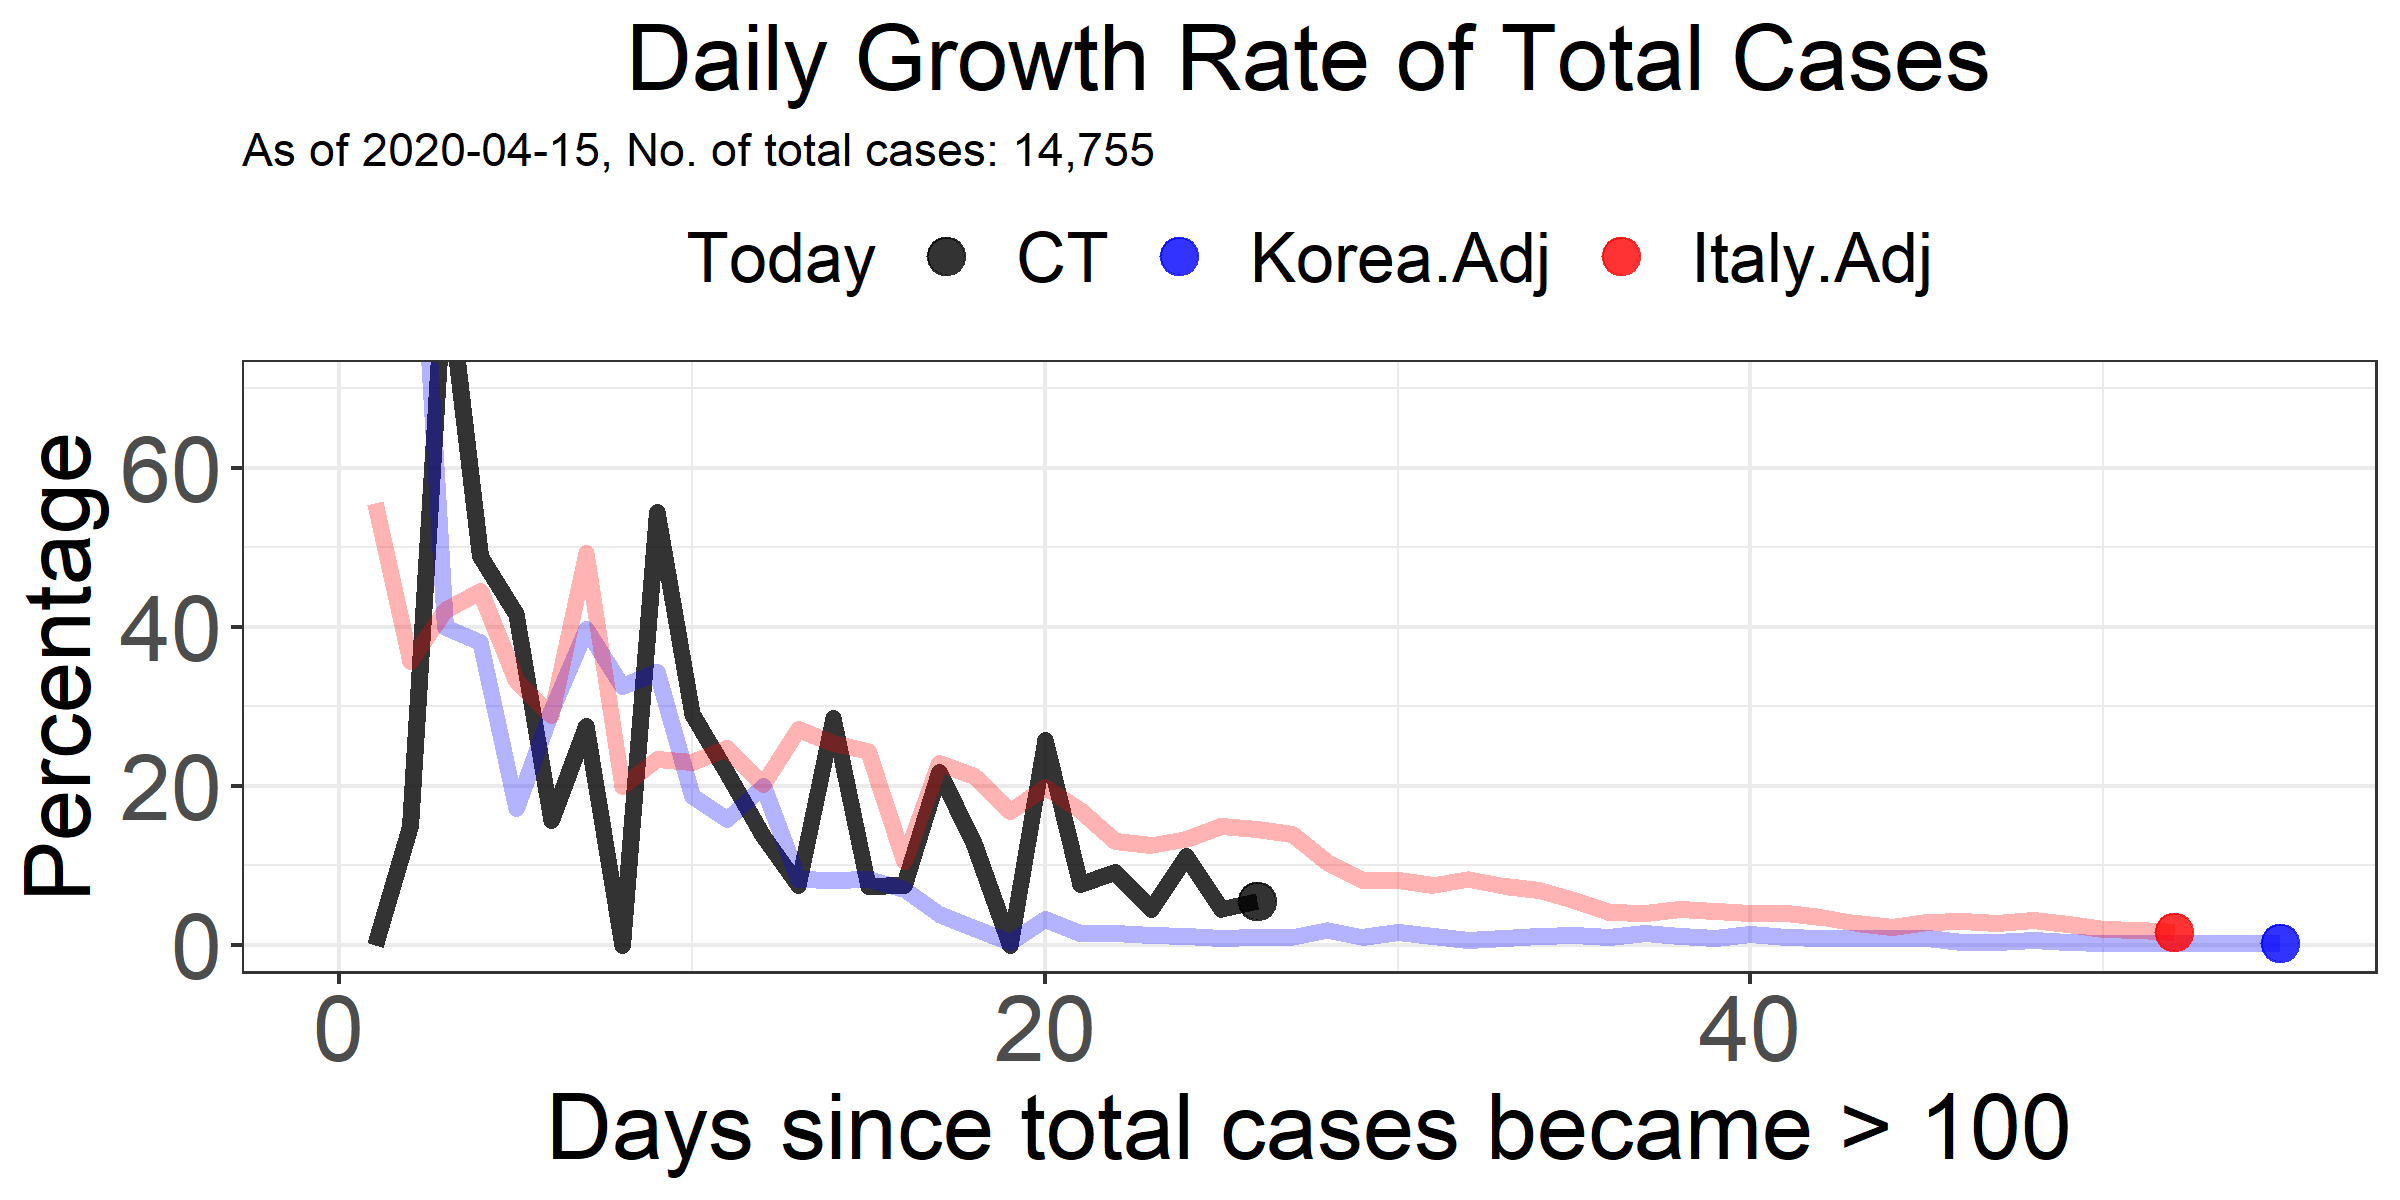 Daily Growth Rate of Total Cases
As of 2020-04-15, No. of total cases: 14,755
Today CT Korea.Adj Italy.Adj
Percentage
60
40
20
0
0 20 40
Days since total cases became > 100